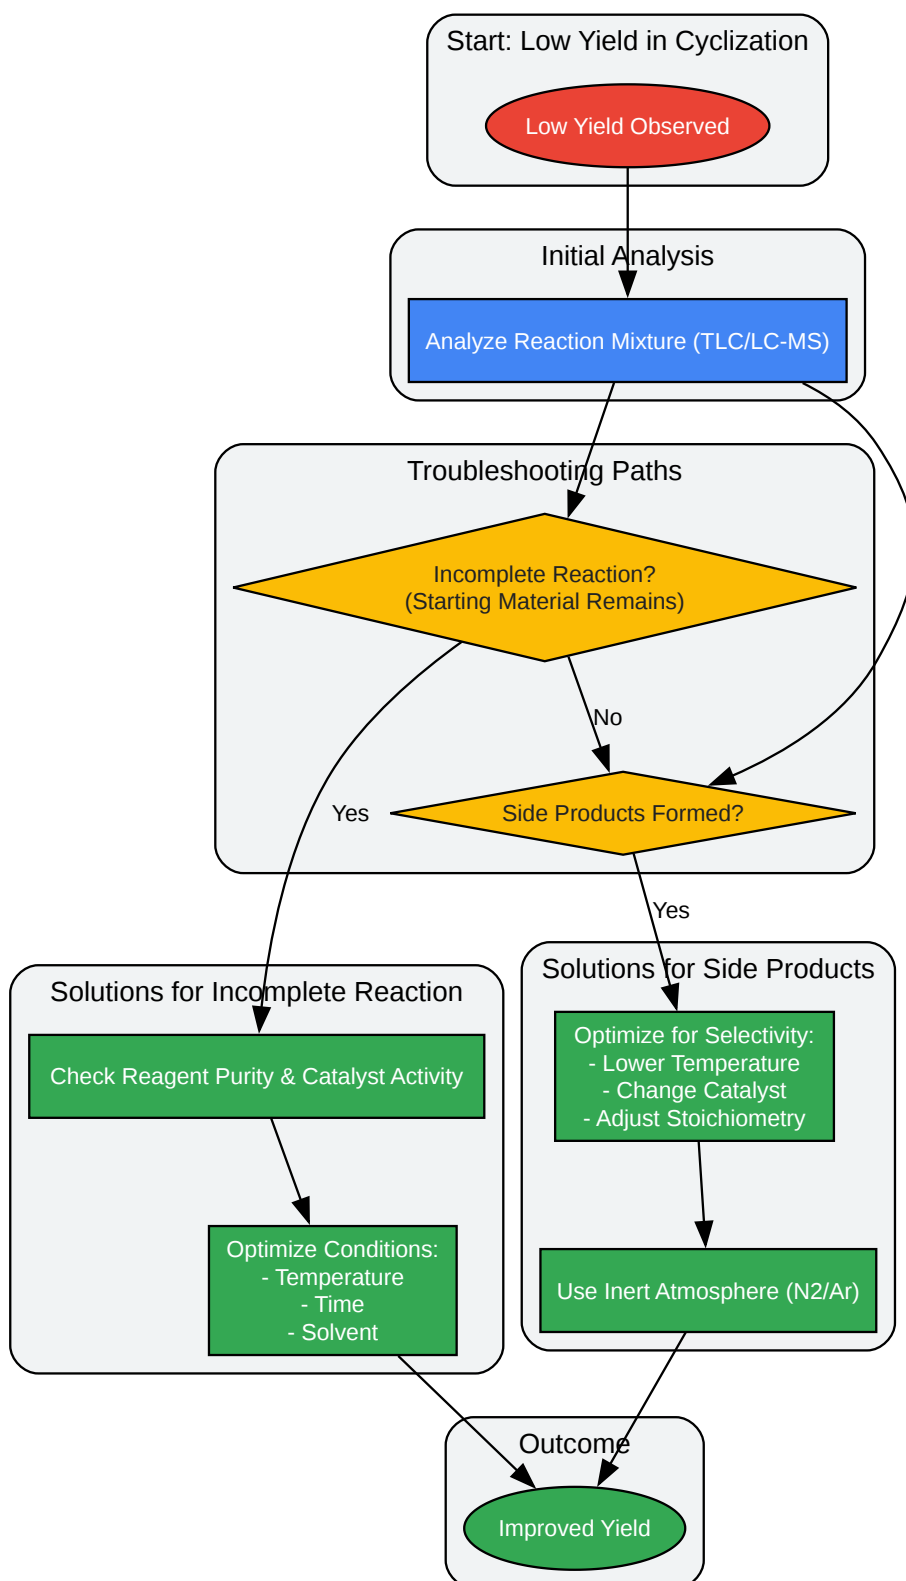 Start: Low Yield in Cyclization
Low Yield Observed
Initial Analysis
Analyze Reaction Mixture (TLC/LC-MS)
Troubleshooting Paths
Incomplete Reaction?
(Starting Material Remains)
No
Yes
Side Products Formed?
Yes
Solutions for Incomplete Reaction
Check Reagent Purity & Catalyst Activity
Optimize Conditions:
- Temperature
- Time
- Solvent
Solutions for Side Products
Optimize for Selectivity:
- Lower Temperature
- Change Catalyst
- Adjust Stoichiometry
Use Inert Atmosphere (N2/Ar)
Outcome
Improved Yield